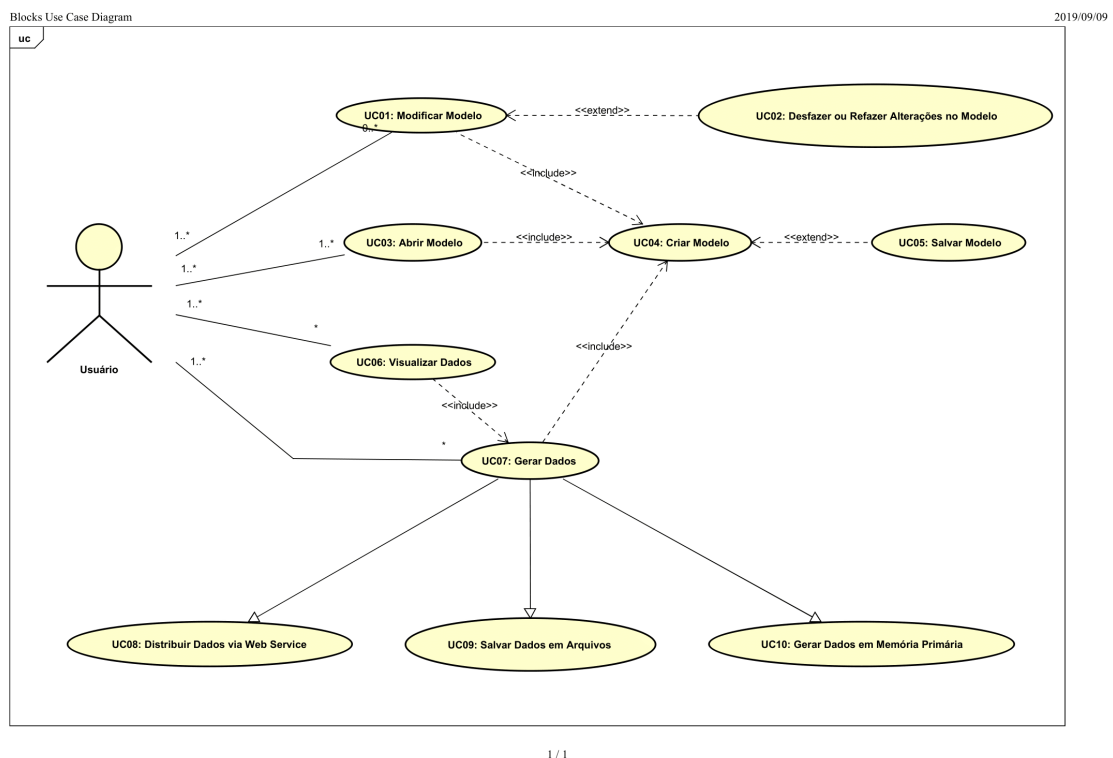 Blocks Use Case Diagram
2019/09/09
uc
UC01: Modificar Modelo
0..*
<<extend>>
UC02: Desfazer ou Refazer Alterações no Modelo
<<include>>
1..*
1..*
UC03: Abrir Modelo
<<include>>
UC04: Criar Modelo
<<extend>>
UC05: Salvar Modelo
1..*
1..*
*
<<include>>
UC06: Visualizar Dados
1..*
Usuário
<<include>>
*
UC07: Gerar Dados
UC08: Distribuir Dados via Web Service
UC09: Salvar Dados em Arquivos
UC10: Gerar Dados em Memória Primária
1 / 1